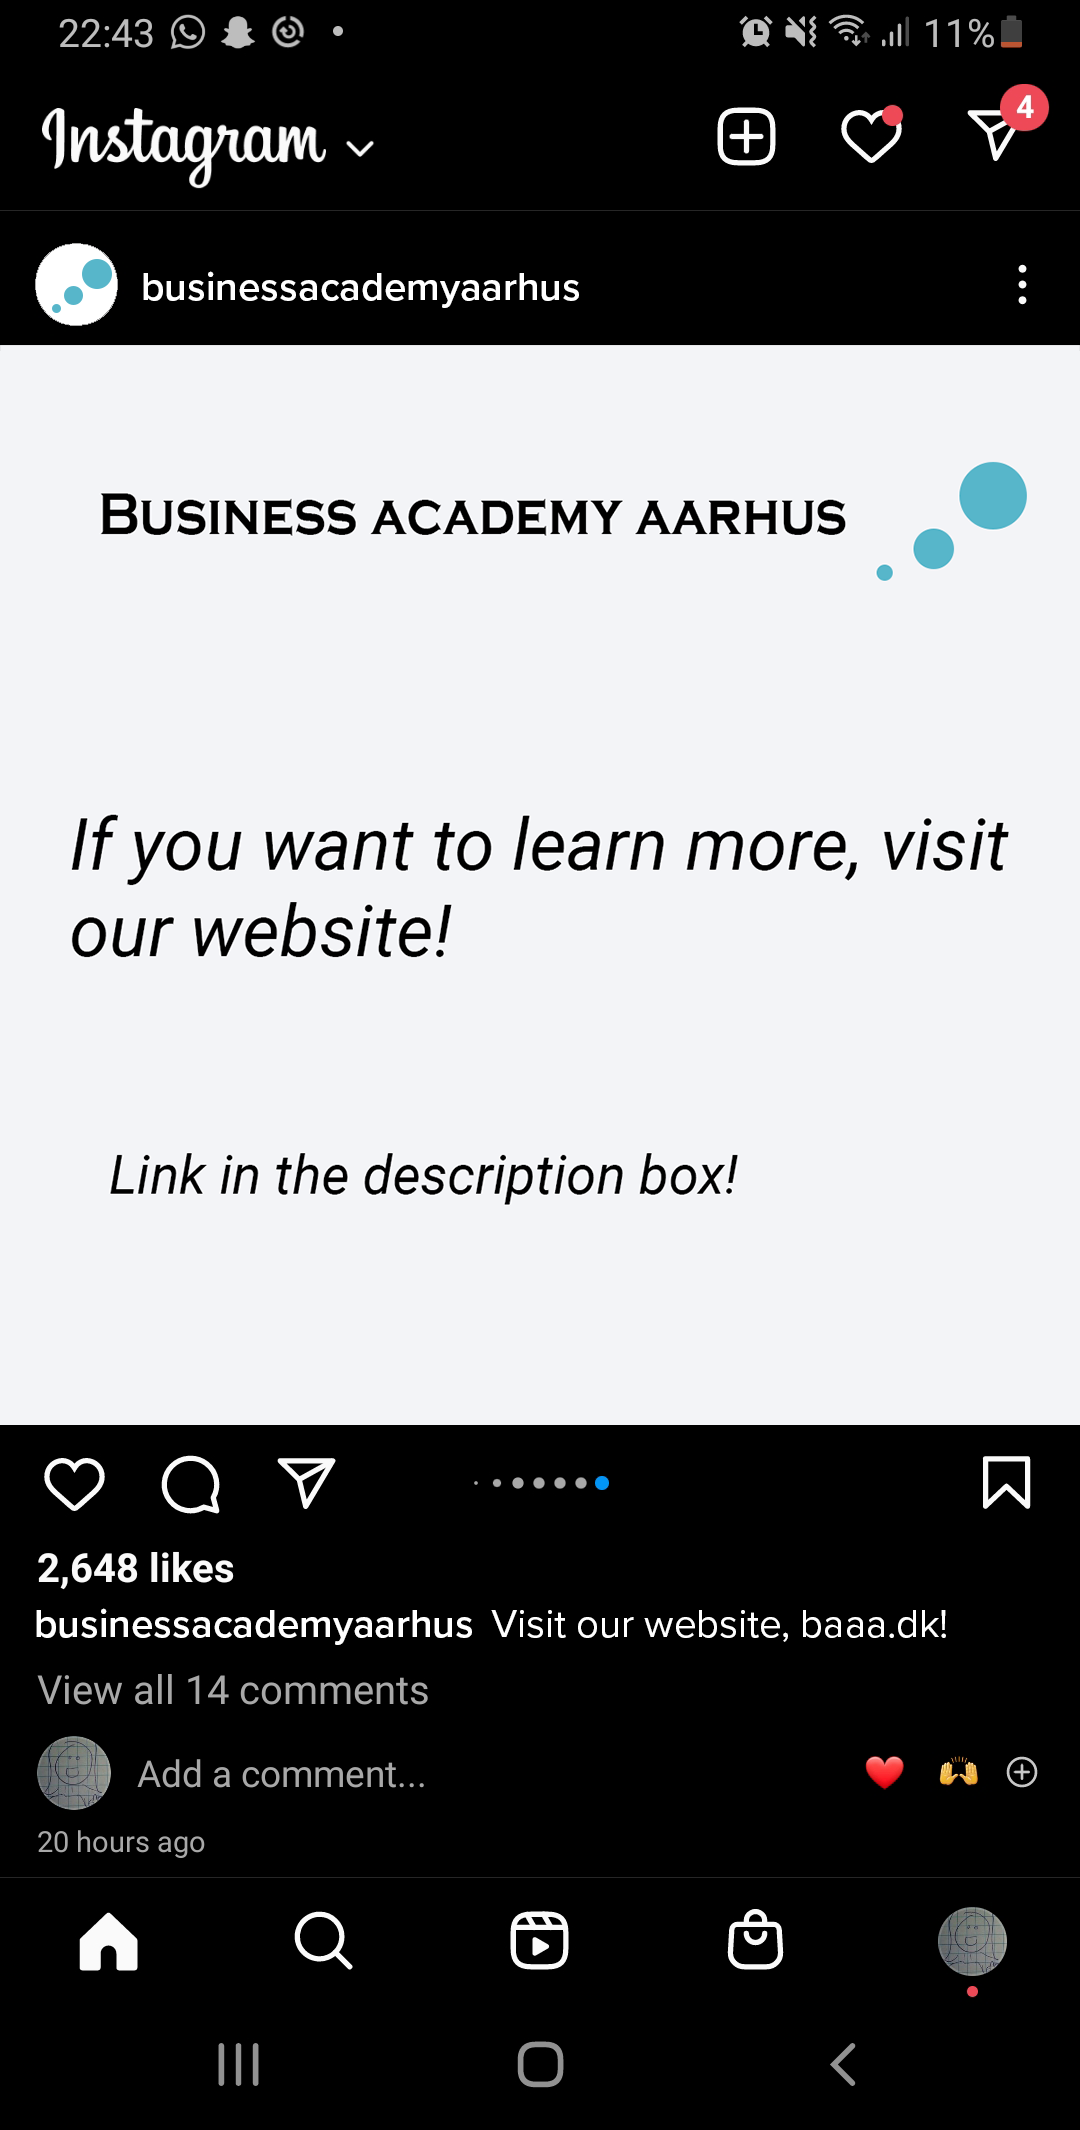 22:43 11%
Instagram
4
businessacademyaarhus
Business academy aarhus
If you want to learn more, visit
our website!
Link in the description box!
2,648 likes
businessacademyaarhus Visit our website, baaa.dk!
View all 14 comments
Add a comment...
20 hours ago